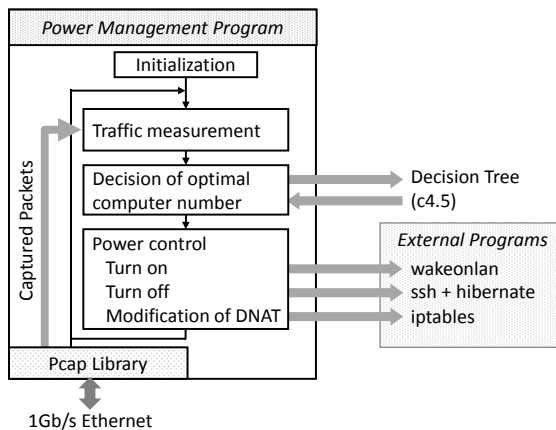 Power Management Program
Initialization
Traffic measurement
Captured Packets
Decision of optimal
computer number
Decision Tree
(c4.5)
Power control
Turn on
Turn off
Modification of DNAT
External Programs
wakeonlan
ssh + hibernate
iptables
Pcap Library
1Gb/s Ethernet